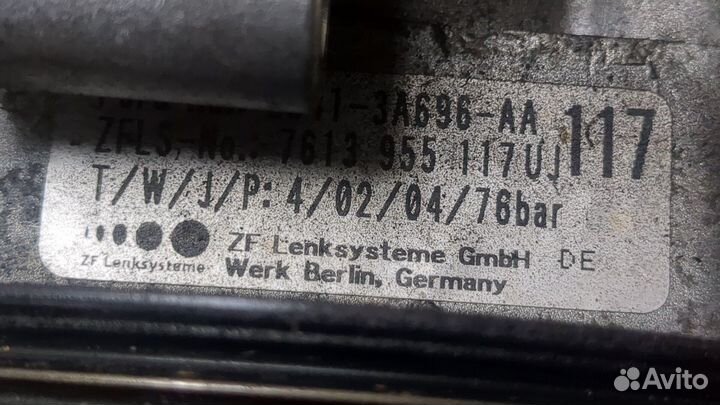 3A696-AA
ZFLS,-No.: 7613 955 117UJ
117
T/W/J/P: 4/02/04/76bar
ZF Lenksysteme GmbH DE
ZF Lenksysteme
Werk Berlin, Germany
Avito